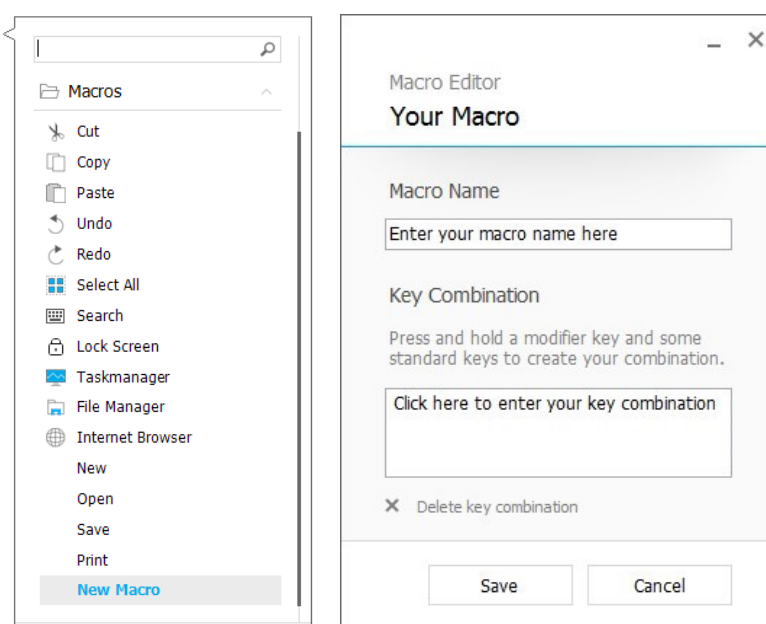 Macros
Cut
Copy
Paste
Undo
Redo
Select All
Search
Lock Screen
Taskmanager
File Manager
Internet Browser
New
Open
Save
Print
New Macro
Macro Editor
Your Macro
Macro Name
Enter your macro name here
Key Combination
Press and hold a modifier key and some
standard keys to create your combination.
Click here to enter your key combination
Delete key combination
Save Cancel